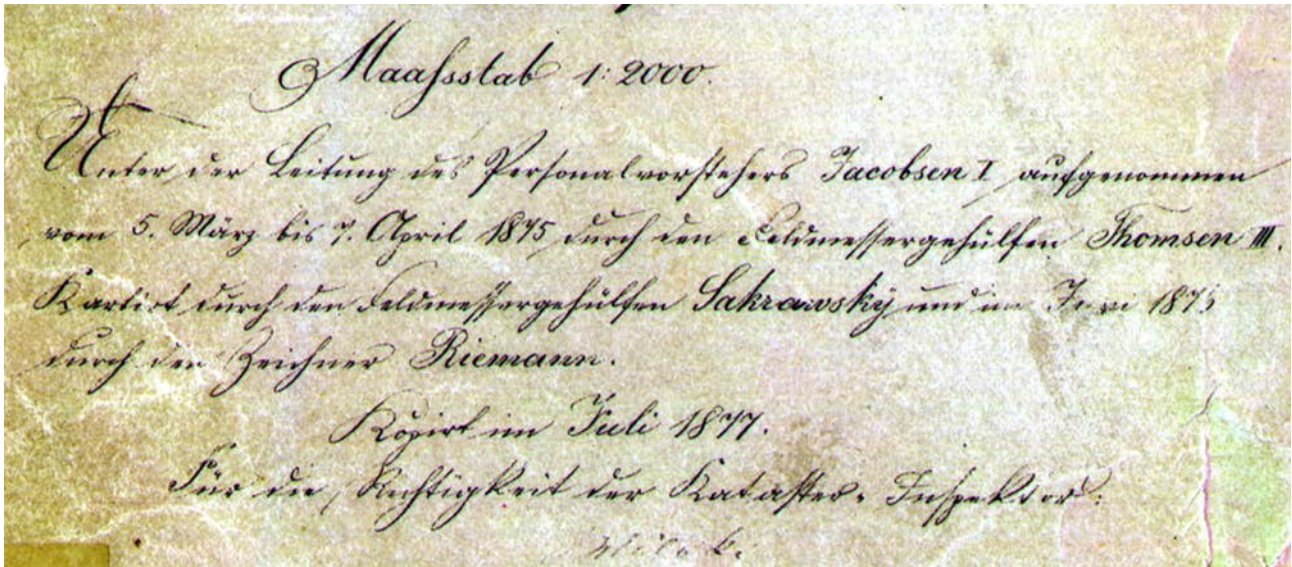 Maaßstab 1:2000.
Unter der Leitung des Personalvorstehers Jacobsen I aufgenommen
vom 5. März bis 7. April 1875 durch den Feldmessergehülfen Thomsen III.
Kartirt durch den Feldmessergehülfen Sakrawsky und im 1875
durch den Zeichner Riemann.
Kopirt im Juli 1877.
Für die Richtigkeit der Kataster-Inspektor: